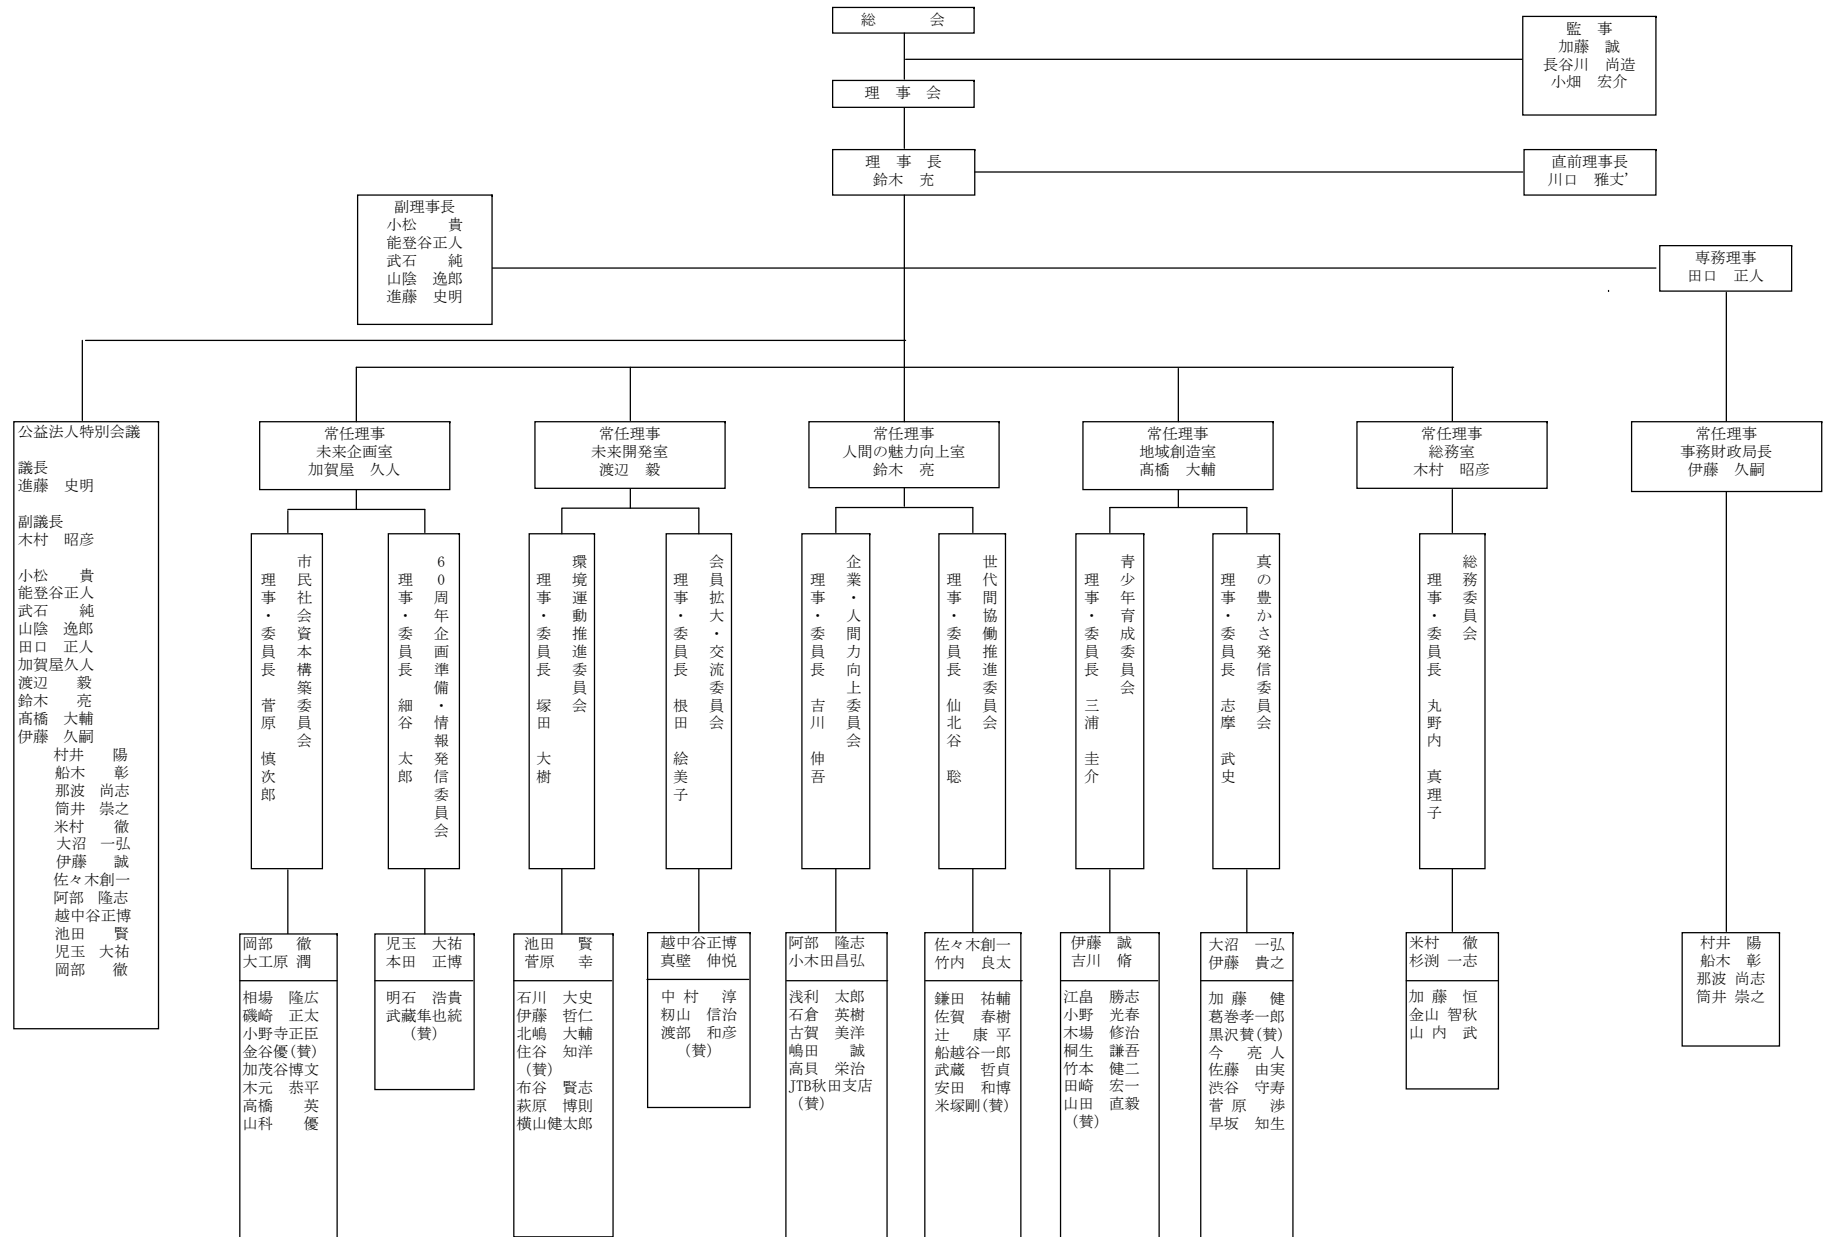 総　　　会
監　事
加藤　誠
長谷川　尚造
小畑　宏介
理　事　会
理　事　長
鈴木　充
直前理事長
川口　雅丈’
副理事長
小松　　貴
能登谷正人
武石　　純
山陰　逸郎
進藤　史明
専務理事
田口　正人
公益法人特別会議
議長
進藤　史明
副議長
木村　昭彦
小松　　貴
能登谷正人
武石　　純
山陰　逸郎
田口　正人
加賀屋久人
渡辺　　毅
鈴木　　亮
髙橋　大輔
伊藤　久嗣
村井　　陽
船木　　彰
那波　尚志
筒井　崇之
米村　　徹
大沼　一弘
伊藤　　誠
佐々木創一
阿部　隆志
越中谷正博
池田　　賢
児玉　大祐
岡部　　徹
常任理事
未来企画室
加賀屋　久人
常任理事
未来開発室
渡辺　毅
常任理事
人間の魅力向上室
鈴木　亮
常任理事
地域創造室
髙橋　大輔
常任理事
総務室
木村　昭彦
常任理事
事務財政局長
伊藤　久嗣
市民社会資本構築委員会
理事・委員長　菅原　慎次郎
60周年企画準備・情報発信委員会
理事・委員長　細谷　太郎
環境運動推進委員会
理事・委員長　塚田　大樹
会員拡大・交流委員会
理事・委員長　根田　絵美子
企業・人間力向上委員会
理事・委員長　吉川　伸吾
世代間協働推進委員会
理事・委員長　仙北谷　聡
青少年育成委員会
理事・委員長　三浦　圭介
真の豊かさ発信委員会
理事・委員長　志摩　武史
総務委員会
理事・委員長　丸野内　真理子
岡部　　徹
大工原　潤
相場　隆広
磯崎　正太
小野寺正臣
金谷優(賛)
加茂谷博文
木元　恭平
高橋　　英
山科　　優
児玉　大祐
本田　正博
明石　浩貴
武藏隼也統
(賛)
池田　　賢
菅原　　幸
石川　大史
伊藤　哲仁
北嶋　大輔
住谷　知洋
(賛)
布谷　賢志
萩原　博則
横山健太郎
越中谷正博
真壁　伸悦
中村　　淳
籾山　信治
渡部　和彦
(賛)
阿部　隆志
小木田昌弘
浅利　太郎
石倉　英樹
古賀　美洋
嶋田　　誠
高貝　栄治
JTB秋田支店
(賛)
佐々木創一
竹内　良太
鎌田　祐輔
佐賀　春樹
辻　　康平
船越谷一郎
武蔵　哲貞
安田　和博
米塚剛(賛)
伊藤　誠
吉川　脩
江畠　勝志
小野　光春
木場　修治
桐生　謙吾
竹本　健二
田崎　宏一
山田　直毅
(賛)
大沼　一弘
伊藤　貴之
加藤　　健
葛巻孝一郎
黒沢賛(賛)
今　　亮人
佐藤　由実
渋谷　守寿
菅原　　渉
早坂　知生
米村　　徹
杉渕　一志
加藤　恒
金山　智秋
山内　武
村井　陽
船木　彰
那波　尚志
筒井　崇之